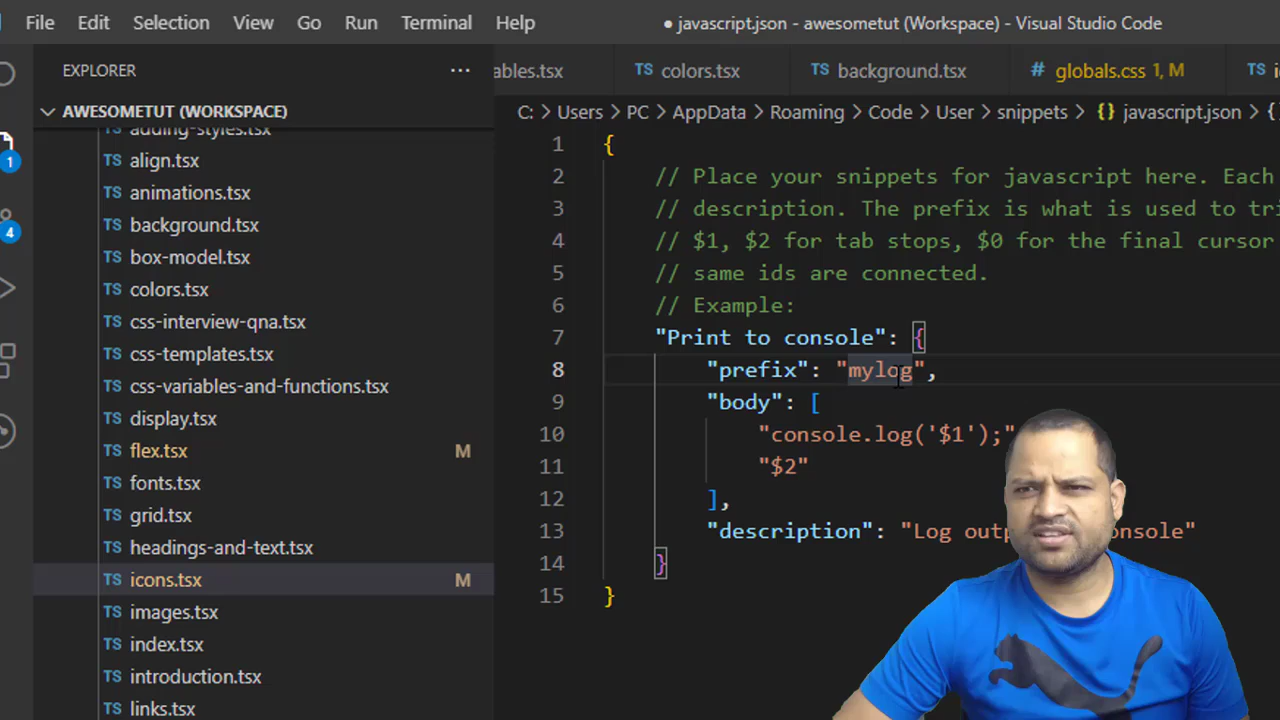 File Edit Selection View Go Run Terminal Help
● javascript.json - awesometut (Workspace) - Visual Studio Code
EXPLORER ...
AWESOMETUT (WORKSPACE)
adding-styles.tsx
TS align.tsx
TS animations.tsx
TS background.tsx
TS box-model.tsx
TS colors.tsx
TS css-interview-qna.tsx
TS css-templates.tsx
TS css-variables-and-functions.tsx
TS display.tsx
TS flex.tsx M
TS fonts.tsx
TS grid.tsx
TS headings-and-text.tsx
TS icons.tsx M
TS images.tsx
TS index.tsx
TS introduction.tsx
TS links.tsx
1
4
ables.tsx TS colors.tsx TS background.tsx # globals.css 1, M TS
C: > Users > PC > AppData > Roaming > Code > User > snippets > {} javascript.json > {
1 {
2 // Place your snippets for javascript here. Each
3 // description. The prefix is what is used to tri
4 // $1, $2 for tab stops, $0 for the final cursor
5 // same ids are connected.
6 // Example:
7 "Print to console": {
8 "prefix": "mylog",
9 "body": [
10 "console.log('$1');"
11 "$2"
12 ],
13 "description": "Log outp onsole"
14 }
15 }